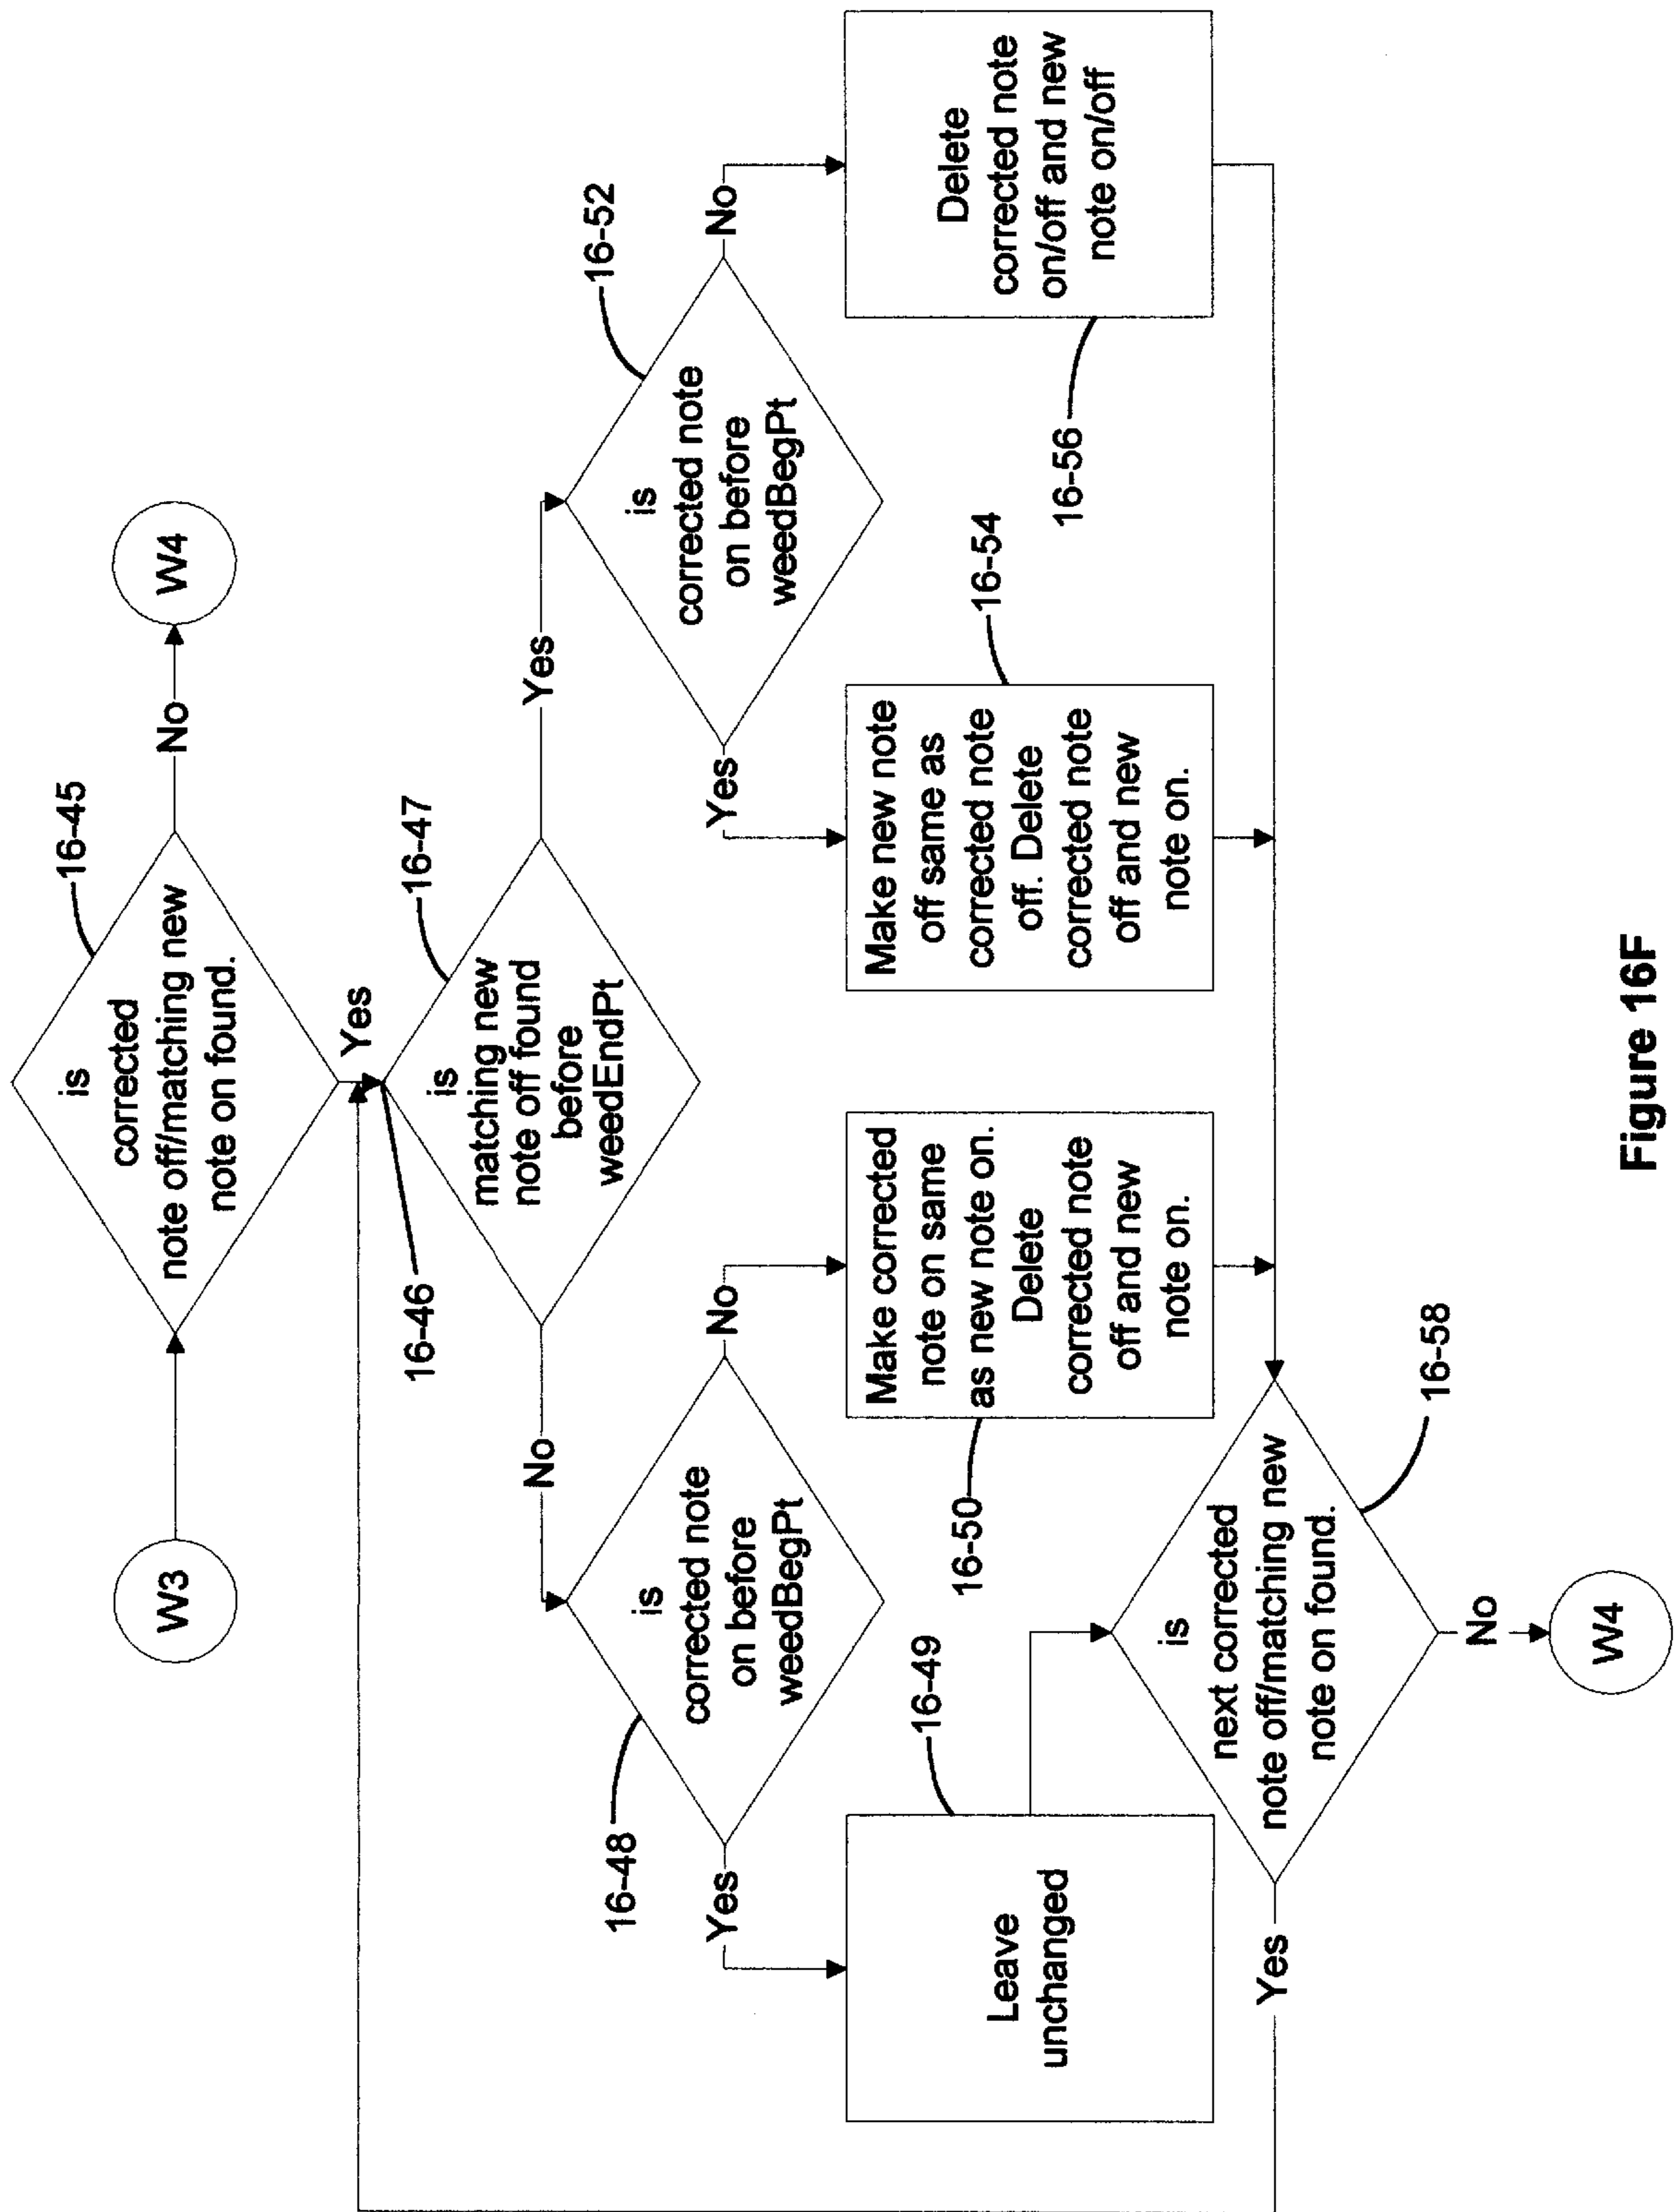 W3
is
corrected
note off/matching new
note on found.
16-45
No
W4
Yes
16-46
is
matching new
note off found
before
weedEndPt
16-47
No
Yes
is
corrected note
on before
weedBegPt
16-48
Yes
No
is
corrected note
on before
weedBegPt
16-52
Yes
No
Leave
unchanged
16-49
Make corrected
note on same
as new note on.
Delete
corrected note
off and new
note on.
16-50
Make new note
off same as
corrected note
off. Delete
corrected note
off and new
note on.
16-54
Delete
corrected note
on/off and new
note on/off
16-56
is
next corrected
note off/matching new
note on found.
16-58
Yes
No
W4
Figure 16F